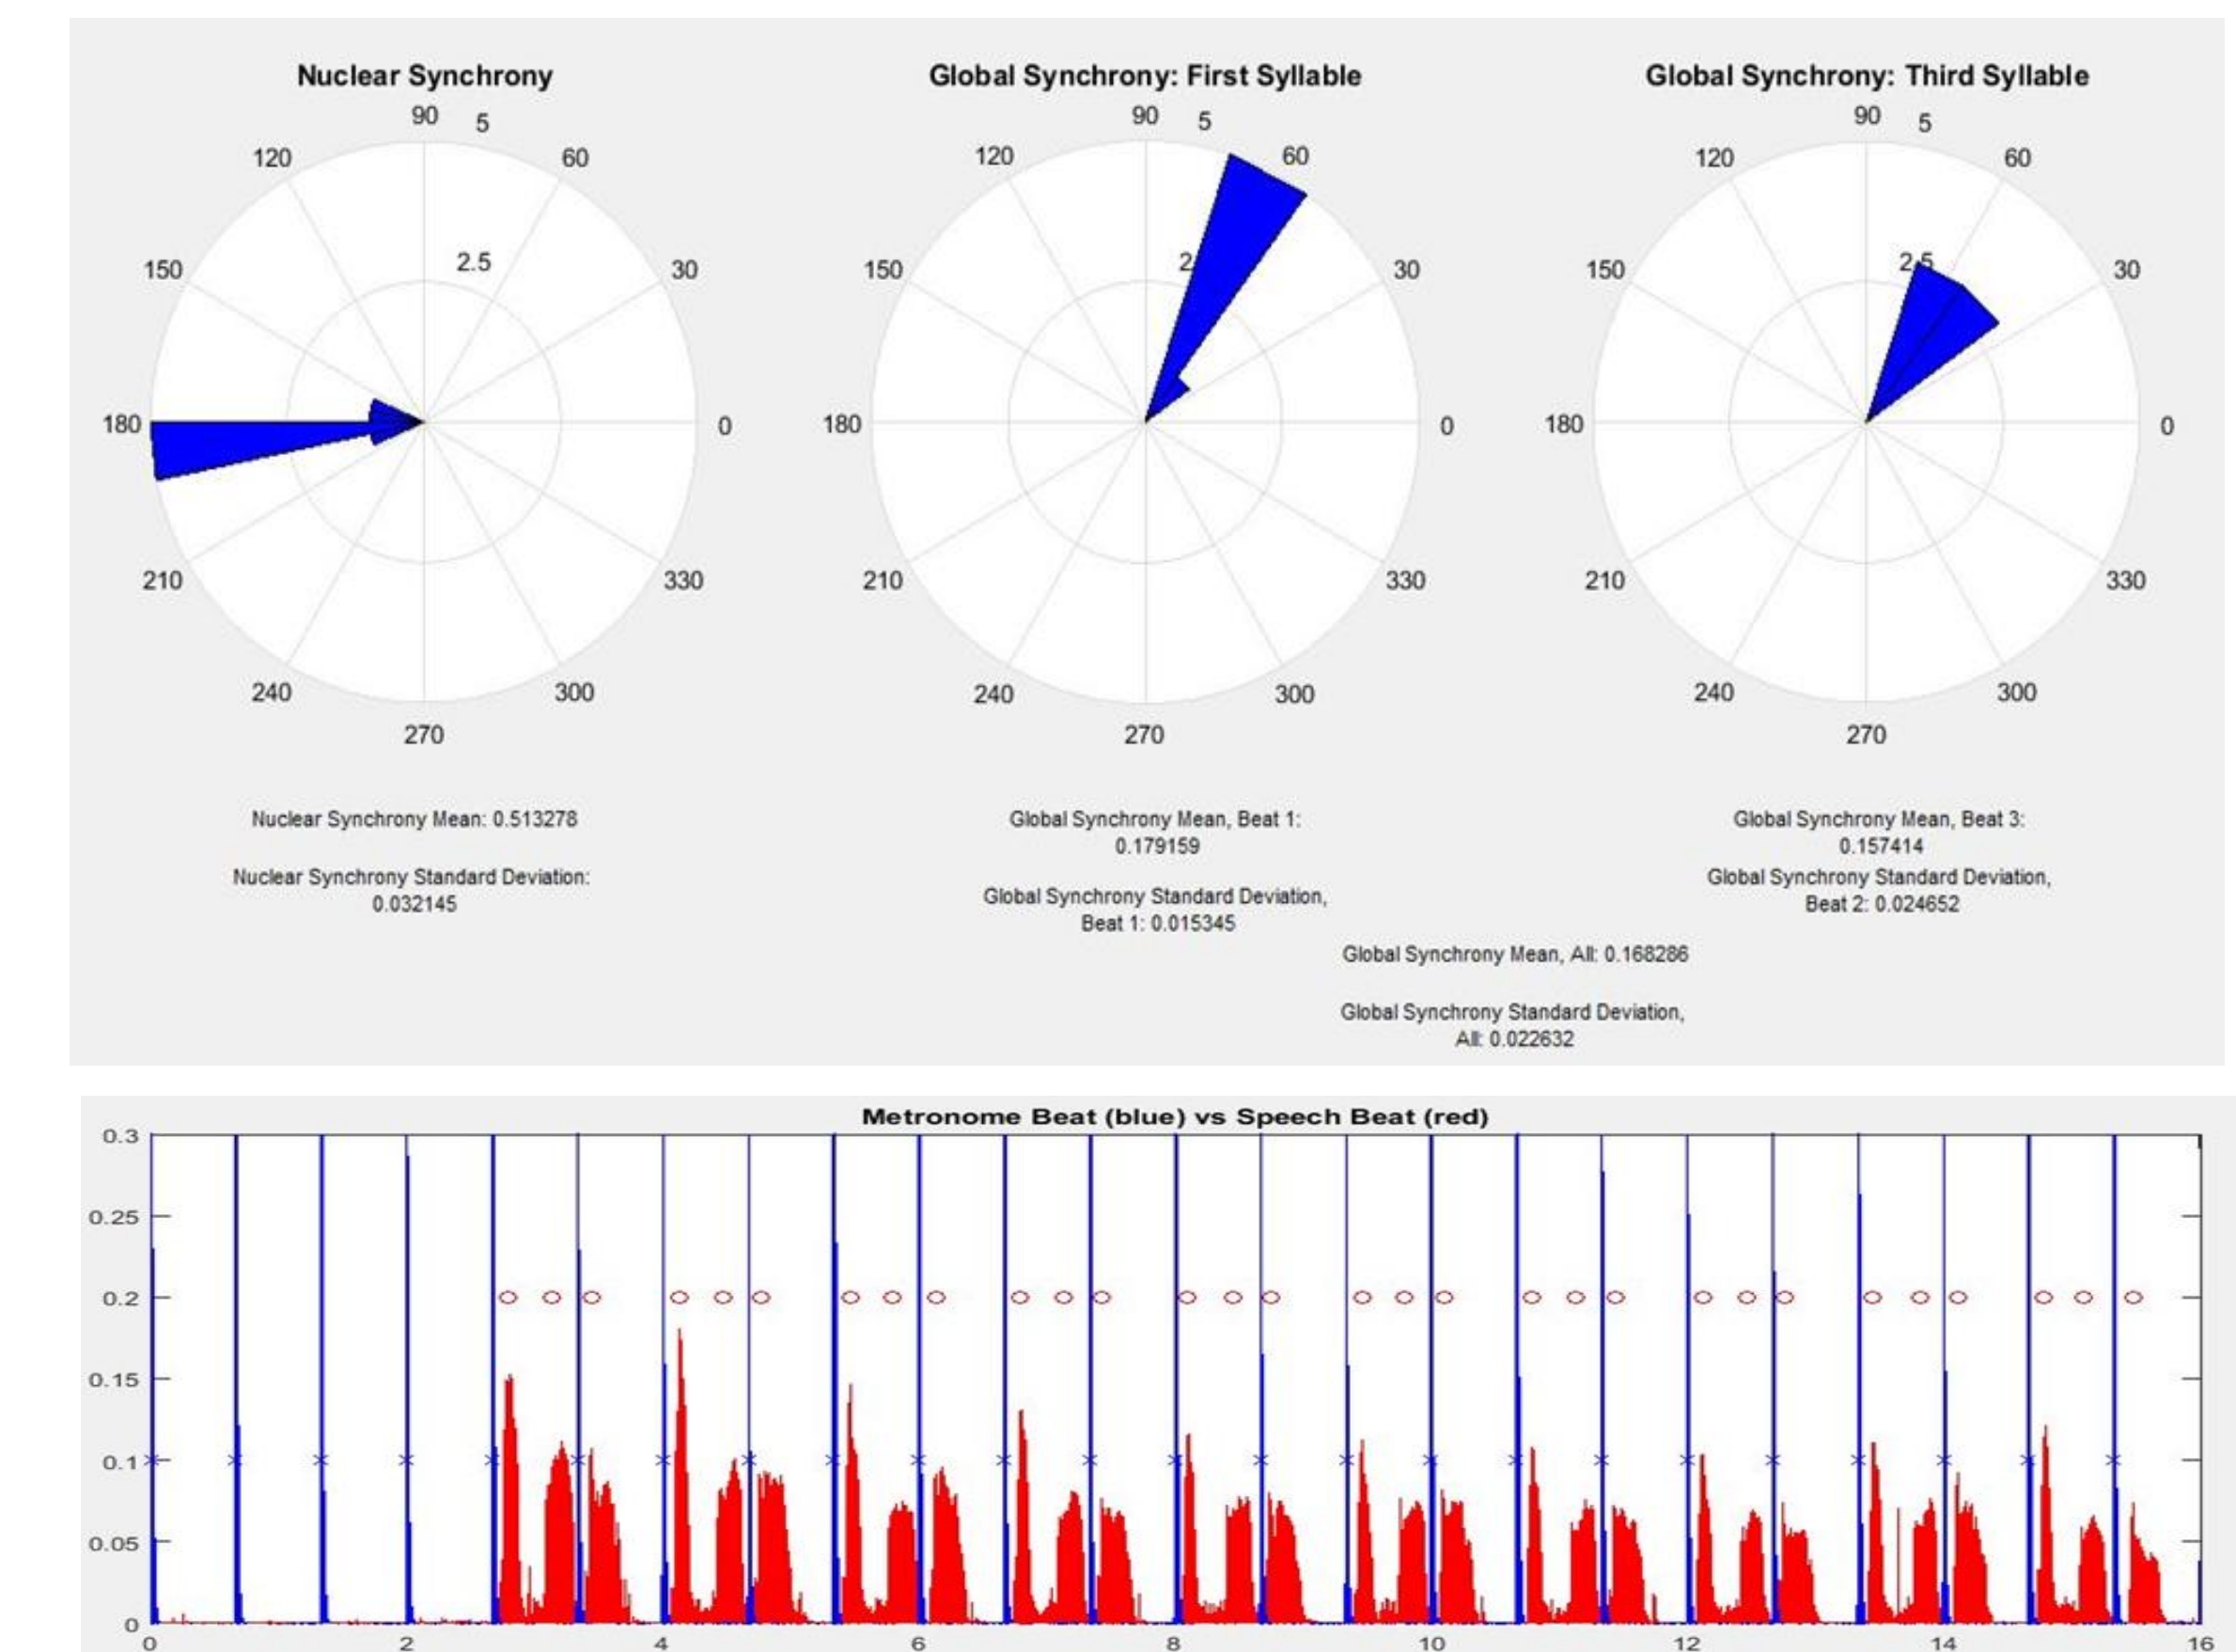 Nuclear Synchrony
90 5
120 60
150 2.5 30
180 0
210 330
240 300
270
Nuclear Synchrony Mean: 0.513278
Nuclear Synchrony Standard Deviation:
0.032145
Global Synchrony: First Syllable
90 5
120 60
150 2 30
180 0
210 330
240 300
270
Global Synchrony Mean, Beat 1:
0.179159
Global Synchrony Standard Deviation,
Beat 1: 0.015345
Global Synchrony: Third Syllable
90 5
120 60
150 2.5 30
180 0
210 330
240 300
270
Global Synchrony Mean, Beat 3:
0.157414
Global Synchrony Standard Deviation,
Beat 2: 0.024652
Global Synchrony Mean, All: 0.168286
Global Synchrony Standard Deviation,
All: 0.022632
Metronome Beat (blue) vs Speech Beat (red)
0.3
0.25
0.2
0.15
0.1
0.05
0
0 2 4 6 8 10 12 14 16